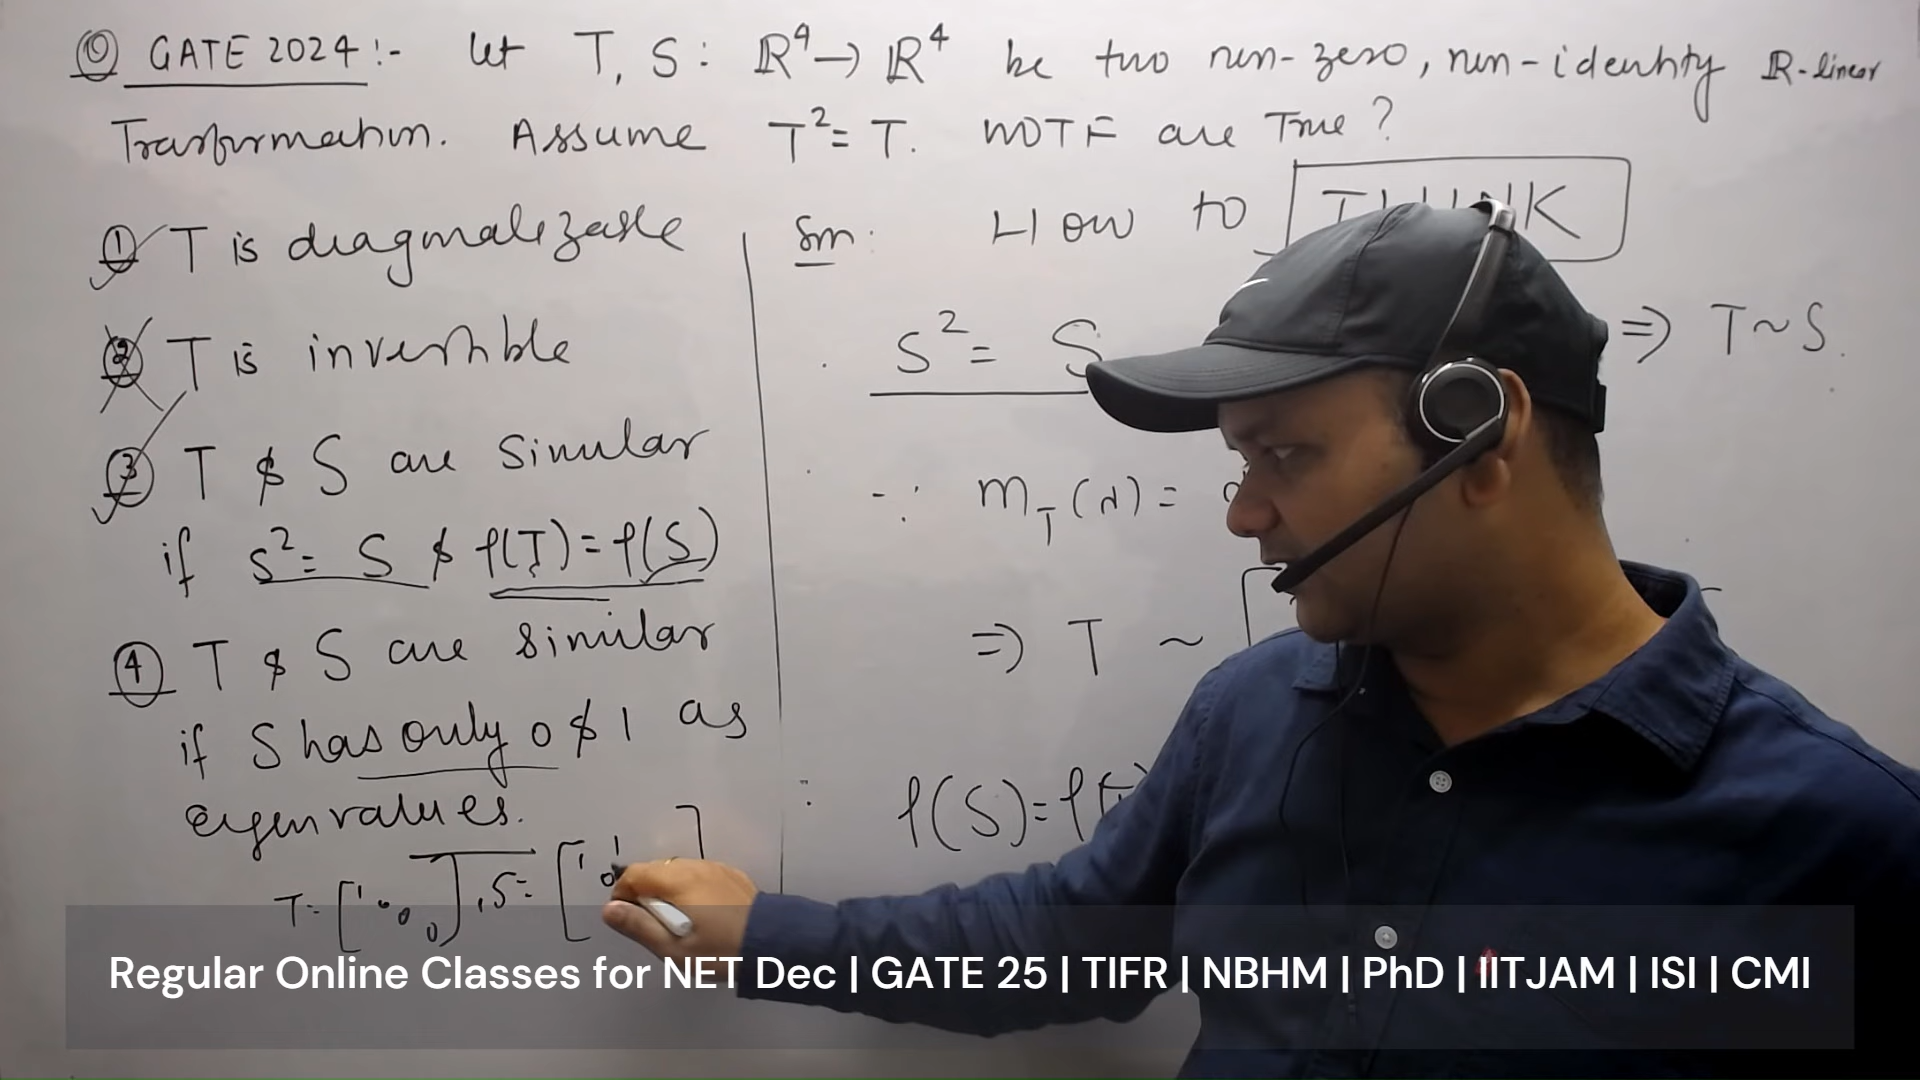 Q GATE 2024 :- let T, S : ℝ⁴ → ℝ⁴ be two non-zero, non-identity ℝ-linear
Transformation. Assume T² = T. WOTF are True ?
① T is diagonalizable
② T is invertible
③ T & S are similar
if S² = S & ρ(T) = ρ(S)
④ T & S are similar
if S has only 0 & 1 as
eigenvalues.
Sm: How to THINK
S² = S
⇒ T ~ S.
∵ m_T(x) =
⇒ T ~
ρ(S) = ρ(T)
Regular Online Classes for NET Dec | GATE 25 | TIFR | NBHM | PhD | IITJAM | ISI | CMI